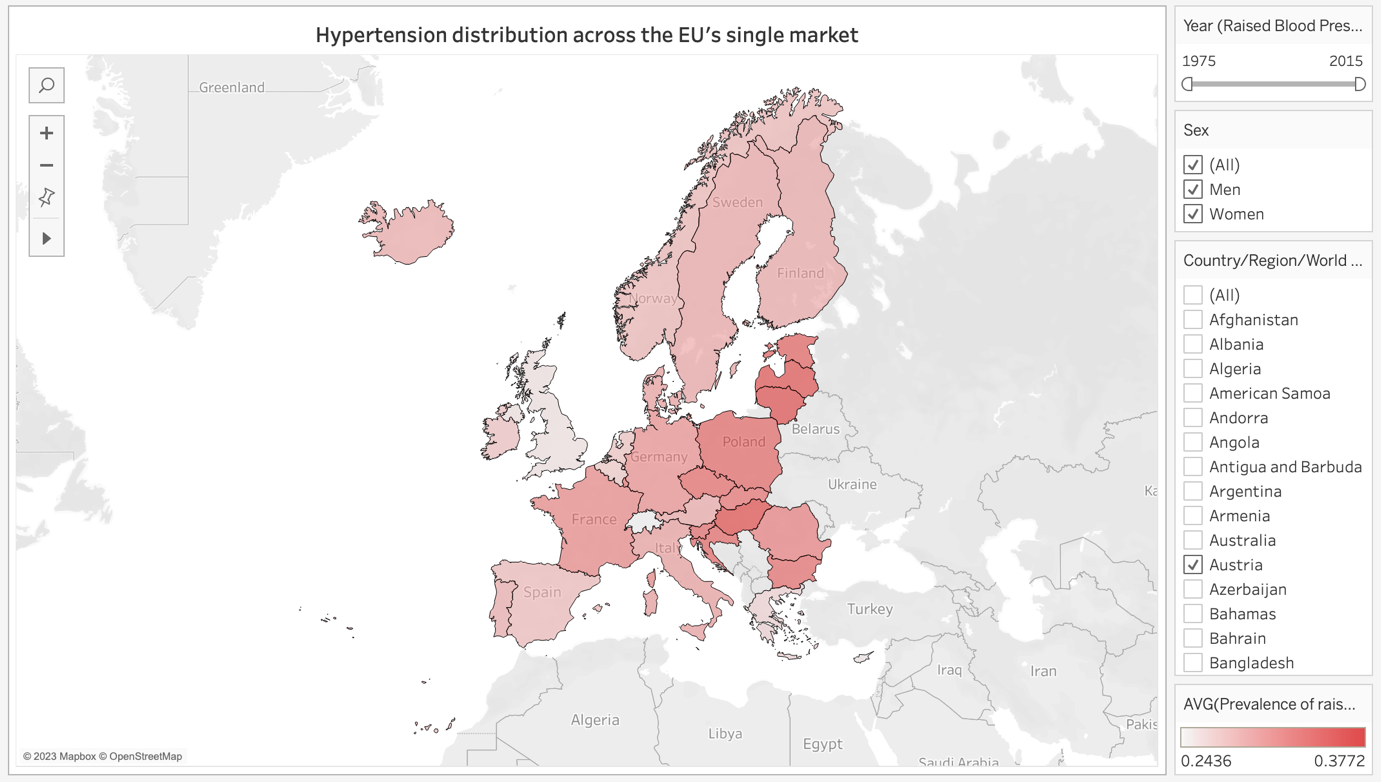 Hypertension distribution across the EU's single market
Greenland
Sweden
Finland
Norway
Belarus
Poland
Germany
Ukraine
France
Italy
Spain
Turkey
Iraq
Iran
Algeria
Libya
Egypt
Saudi Arabia
Pakis
Ka
© 2023 Mapbox © OpenStreetMap
Year (Raised Blood Pres...
1975 2015
Sex
(All)
Men
Women
Country/Region/World ...
(All)
Afghanistan
Albania
Algeria
American Samoa
Andorra
Angola
Antigua and Barbuda
Argentina
Armenia
Australia
Austria
Azerbaijan
Bahamas
Bahrain
Bangladesh
AVG(Prevalence of rais...
0.2436 0.3772